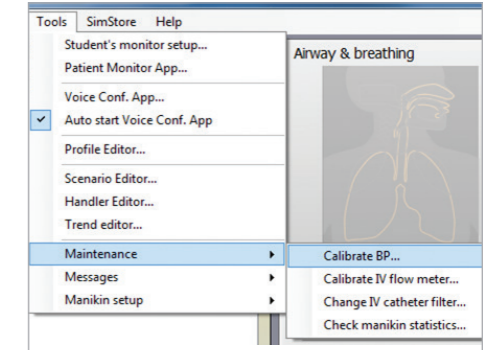 Tools SimStore Help
Student's monitor setup...
Patient Monitor App...
Voice Conf. App...
Auto start Voice Conf. App
Profile Editor...
Scenario Editor...
Handler Editor...
Trend editor...
Maintenance
Messages
Manikin setup
Airway & breathing
Calibrate BP...
Calibrate IV flow meter...
Change IV catheter filter...
Check manikin statistics...